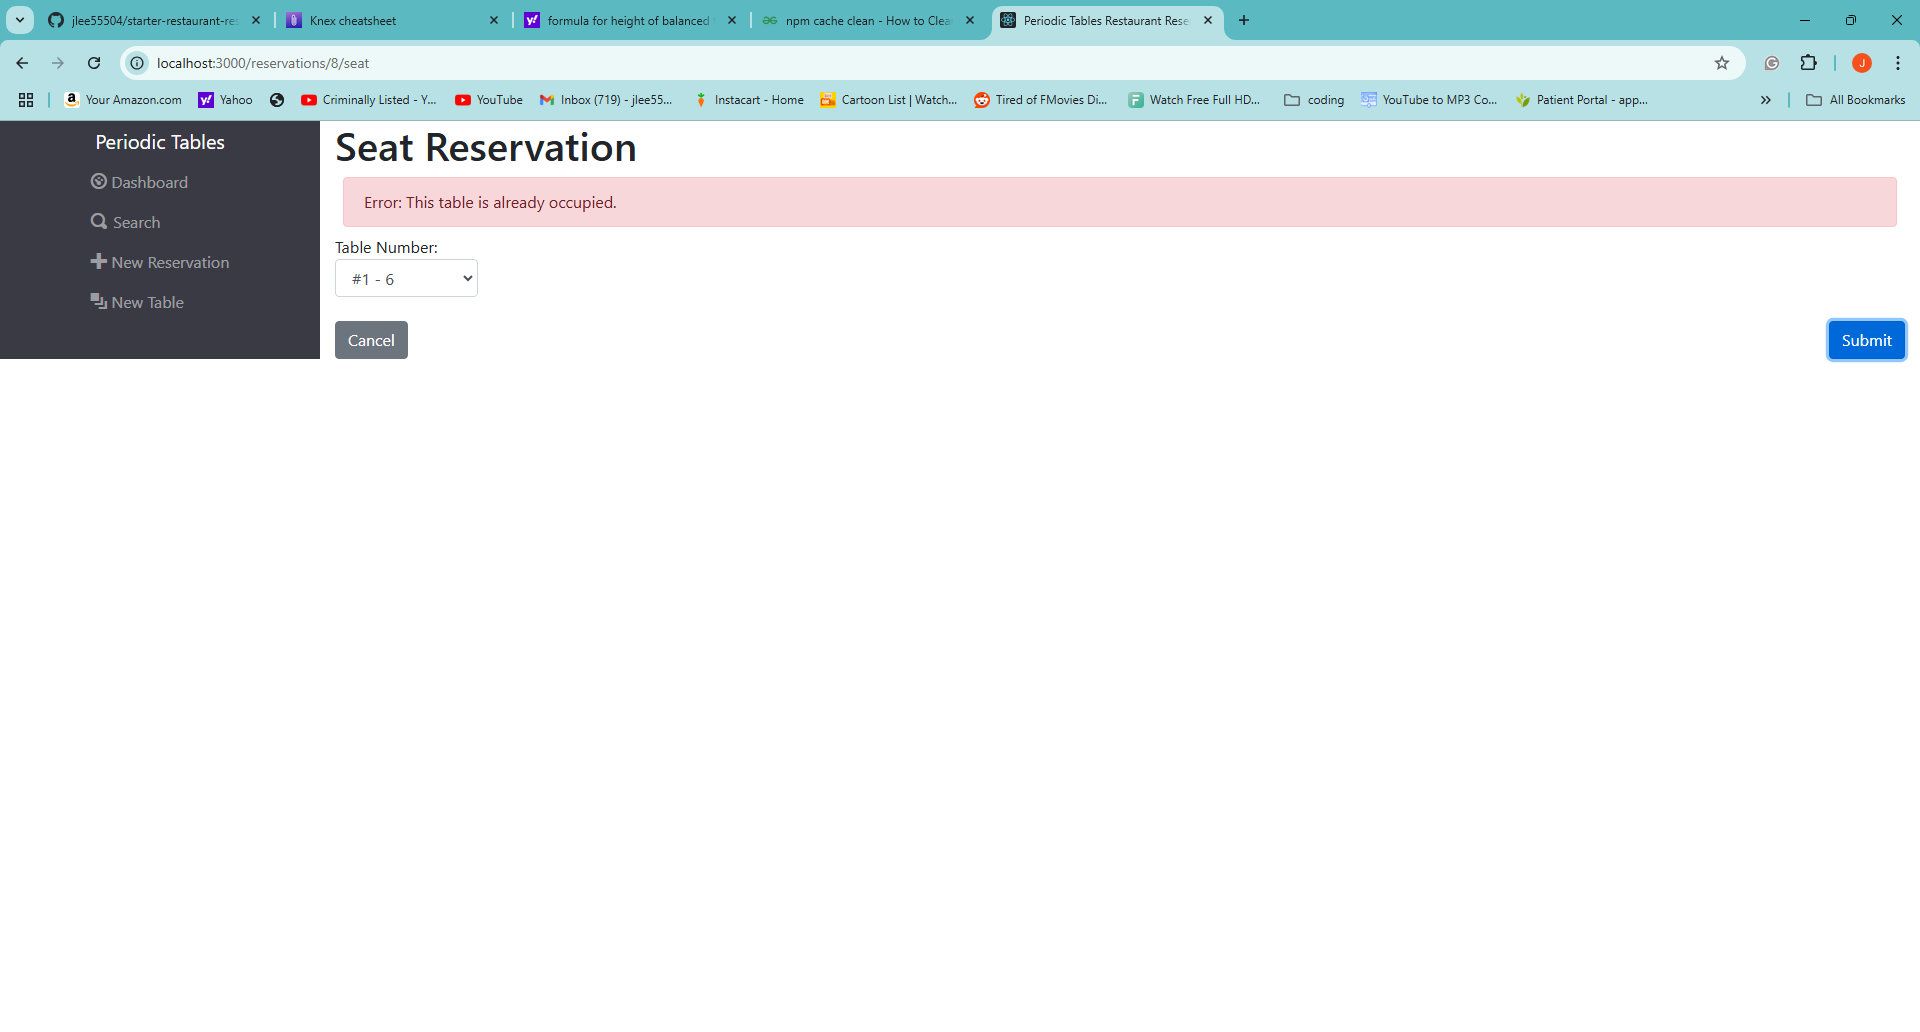 jlee55504/starter-restaurant-res
Knex cheatsheet
formula for height of balanced
npm cache clean - How to Clea
Periodic Tables Restaurant Rese
localhost:3000/reservations/8/seat
J
Your Amazon.com
Yahoo
Criminally Listed - Y...
YouTube
Inbox (719) - jlee55...
Instacart - Home
Cartoon List | Watch...
Tired of FMovies Di...
Watch Free Full HD...
coding
YouTube to MP3 Co...
Patient Portal - app...
All Bookmarks
Periodic Tables
Dashboard
Search
New Reservation
New Table
Seat Reservation
Error: This table is already occupied.
Table Number:
#1 - 6
Cancel
Submit